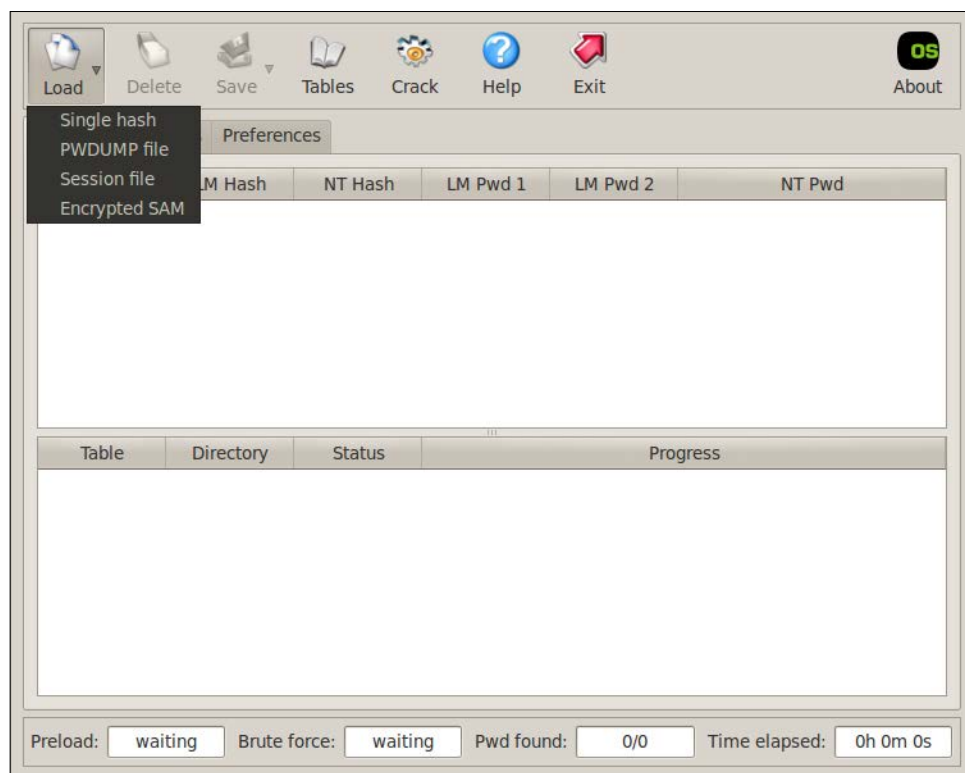 Load Delete Save Tables Crack Help Exit OS About
Single hash
PWDUMP file
Session file
Encrypted SAM
Preferences
LM Hash NT Hash LM Pwd 1 LM Pwd 2 NT Pwd
Table Directory Status Progress
Preload: waiting Brute force: waiting Pwd found: 0/0 Time elapsed: 0h 0m 0s